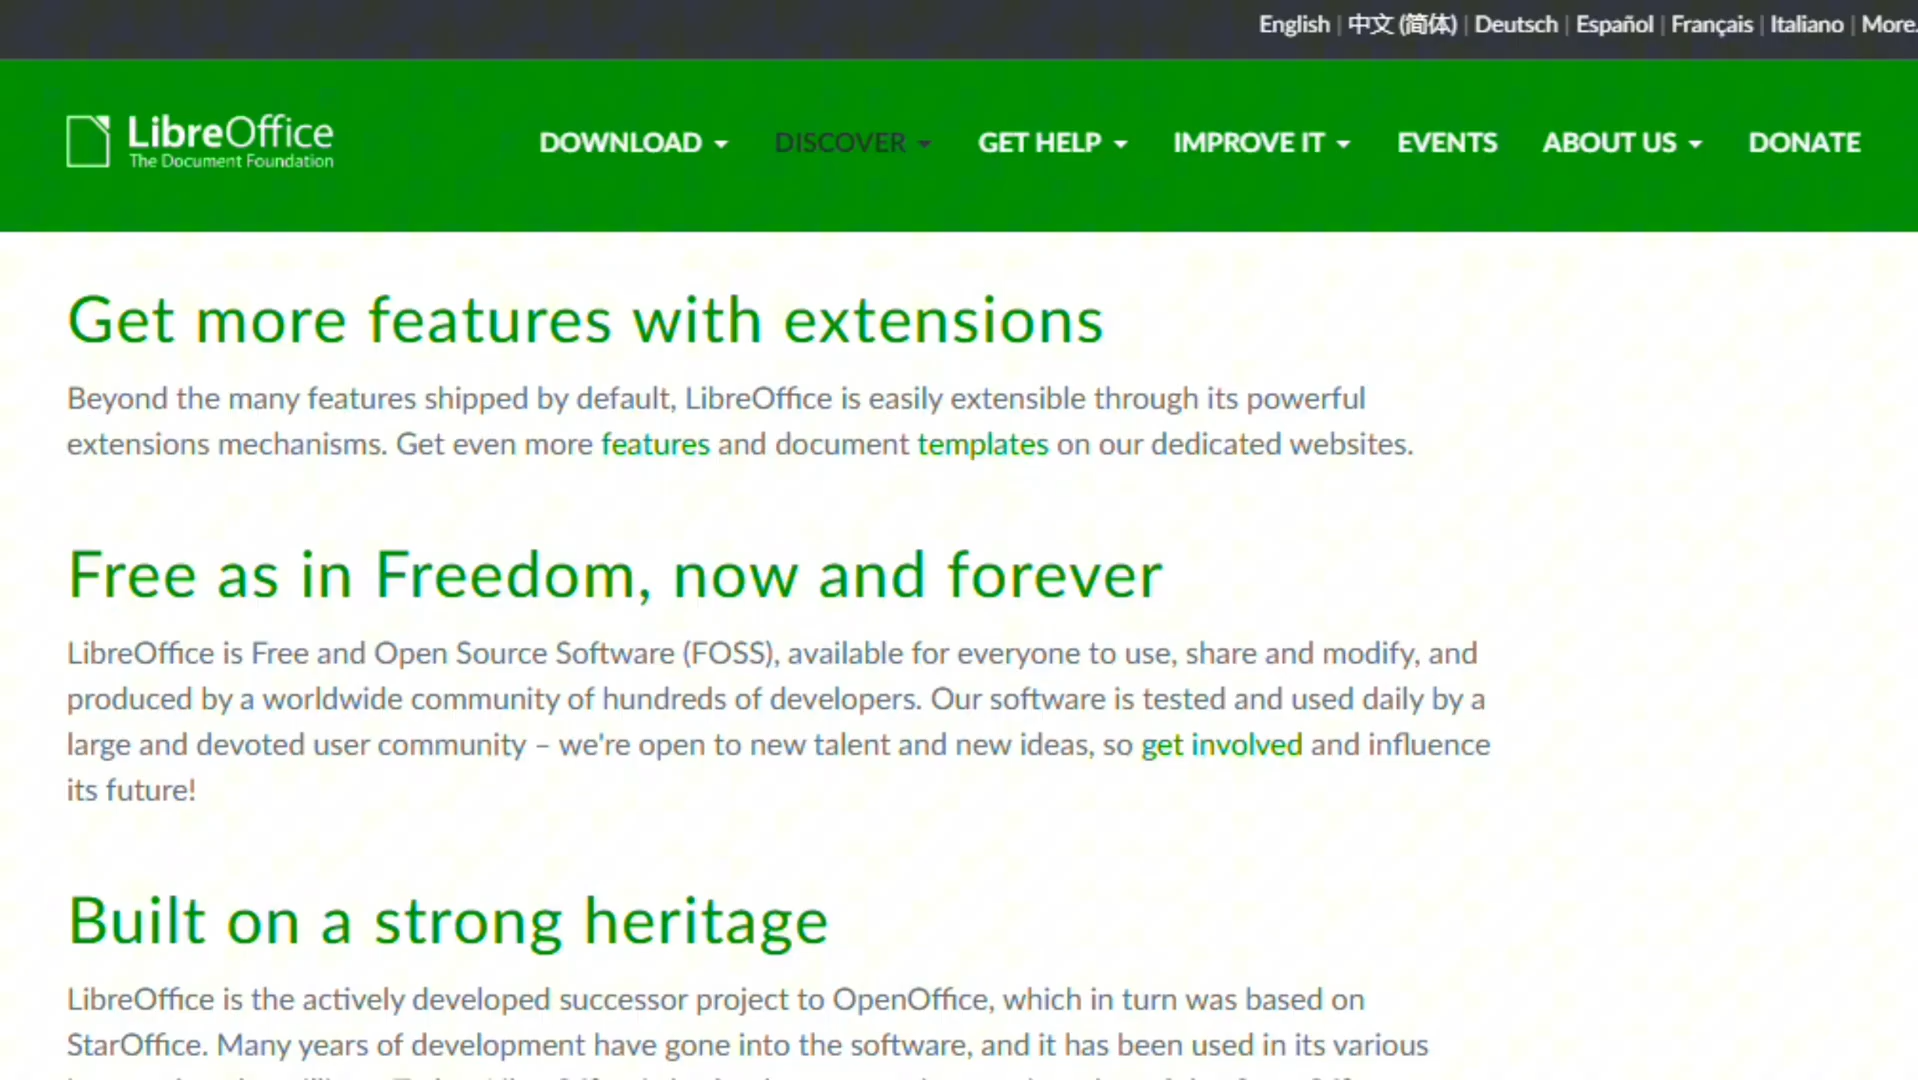 English | 中文 (简体) | Deutsch | Español | Français | Italiano | More.
LibreOffice
The Document Foundation
DOWNLOAD DISCOVER GET HELP IMPROVE IT EVENTS ABOUT US DONATE
Get more features with extensions
Beyond the many features shipped by default, LibreOffice is easily extensible through its powerful
extensions mechanisms. Get even more features and document templates on our dedicated websites.
Free as in Freedom, now and forever
LibreOffice is Free and Open Source Software (FOSS), available for everyone to use, share and modify, and
produced by a worldwide community of hundreds of developers. Our software is tested and used daily by a
large and devoted user community – we're open to new talent and new ideas, so get involved and influence
its future!
Built on a strong heritage
LibreOffice is the actively developed successor project to OpenOffice, which in turn was based on
StarOffice. Many years of development have gone into the software, and it has been used in its various